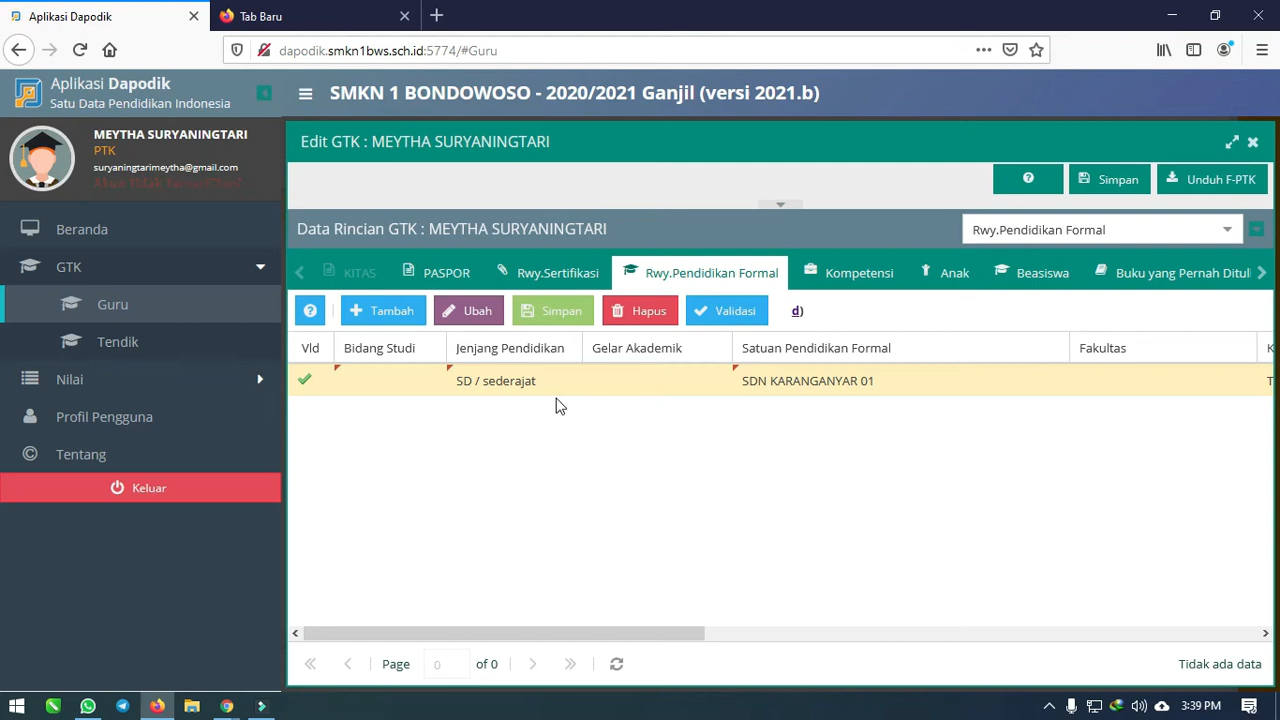 Aplikasi Dapodik
Tab Baru
dapodik.smkn1bws.sch.id:5774/#Guru
Aplikasi Dapodik
Satu Data Pendidikan Indonesia
SMKN 1 BONDOWOSO - 2020/2021 Ganjil (versi 2021.b)
MEYTHA SURYANINGTARI
PTK
suryaningtarimeytha@gmail.com
Beranda
GTK
Guru
Tendik
Nilai
Profil Pengguna
Tentang
Keluar
Edit GTK : MEYTHA SURYANINGTARI
Simpan
Unduh F-PTK
Data Rincian GTK : MEYTHA SURYANINGTARI
Rwy.Pendidikan Formal
KITAS
PASPOR
Rwy.Sertifikasi
Rwy.Pendidikan Formal
Kompetensi
Anak
Beasiswa
Buku yang Pernah Dituli
Tambah
Ubah
Simpan
Hapus
Validasi
d)
Vld
Bidang Studi
Jenjang Pendidikan
Gelar Akademik
Satuan Pendidikan Formal
Fakultas
K
SD / sederajat
SDN KARANGANYAR 01
T
Page 0 of 0
Tidak ada data
3:39 PM